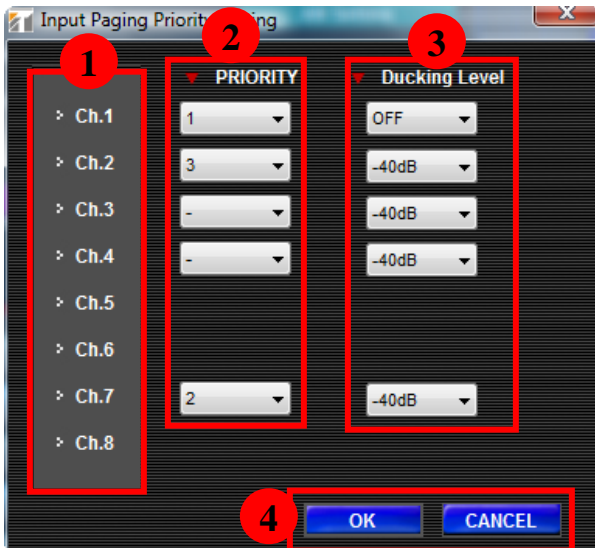 Input Paging Priority
1
2
3
PRIORITY
Ducking Level
Ch.1 1 OFF
Ch.2 3 -40dB
Ch.3 - -40dB
Ch.4 - -40dB
Ch.5
Ch.6
Ch.7 2 -40dB
Ch.8
4
OK CANCEL